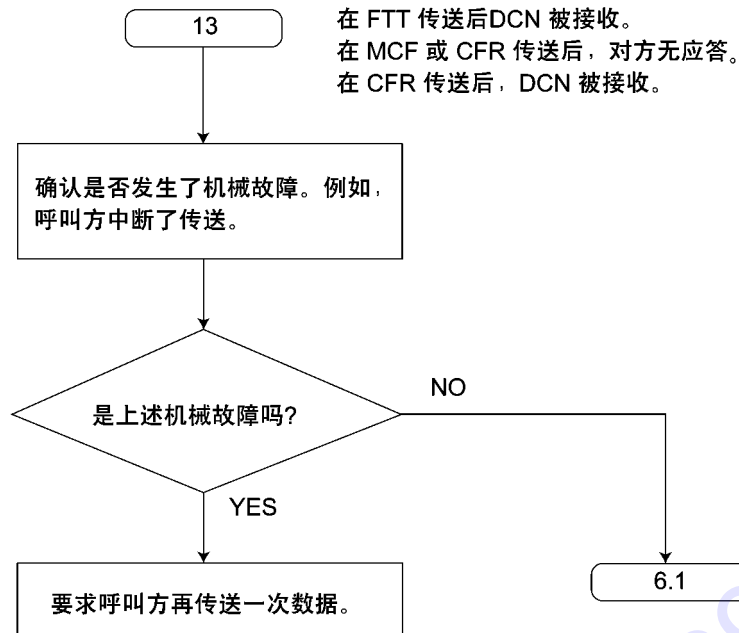 13
在 FTT 传送后DCN 被接收。
在 MCF 或 CFR 传送后，对方无应答。
在 CFR 传送后，DCN 被接收。
确认是否发生了机械故障。例如，
呼叫方中断了传送。
是上述机械故障吗?
NO
YES
要求呼叫方再传送一次数据。
6.1